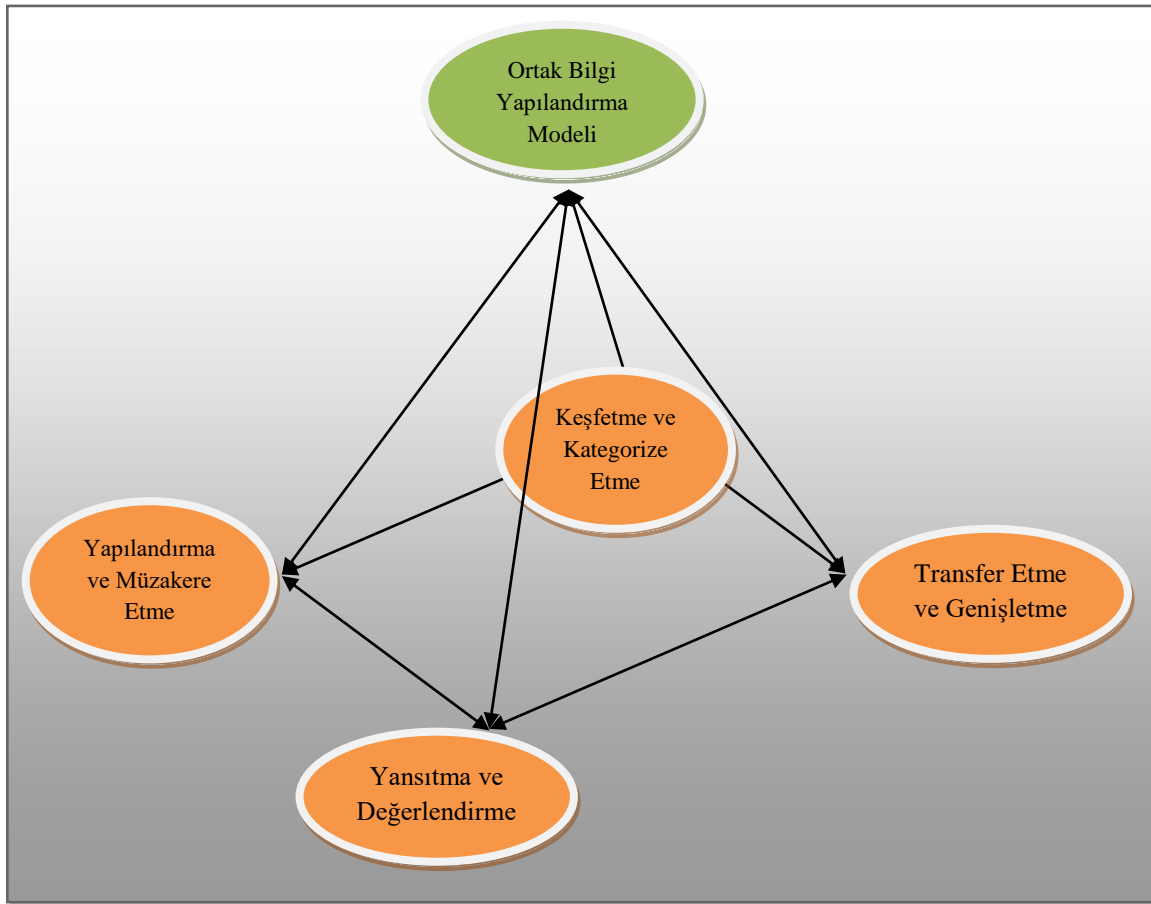 Ortak Bilgi
Yapılandırma
Modeli
Keşfetme ve
Kategorize
Etme
Yapılandırma
ve Müzakere
Etme
Transfer Etme
ve Genişletme
Yansıtma ve
Değerlendirme